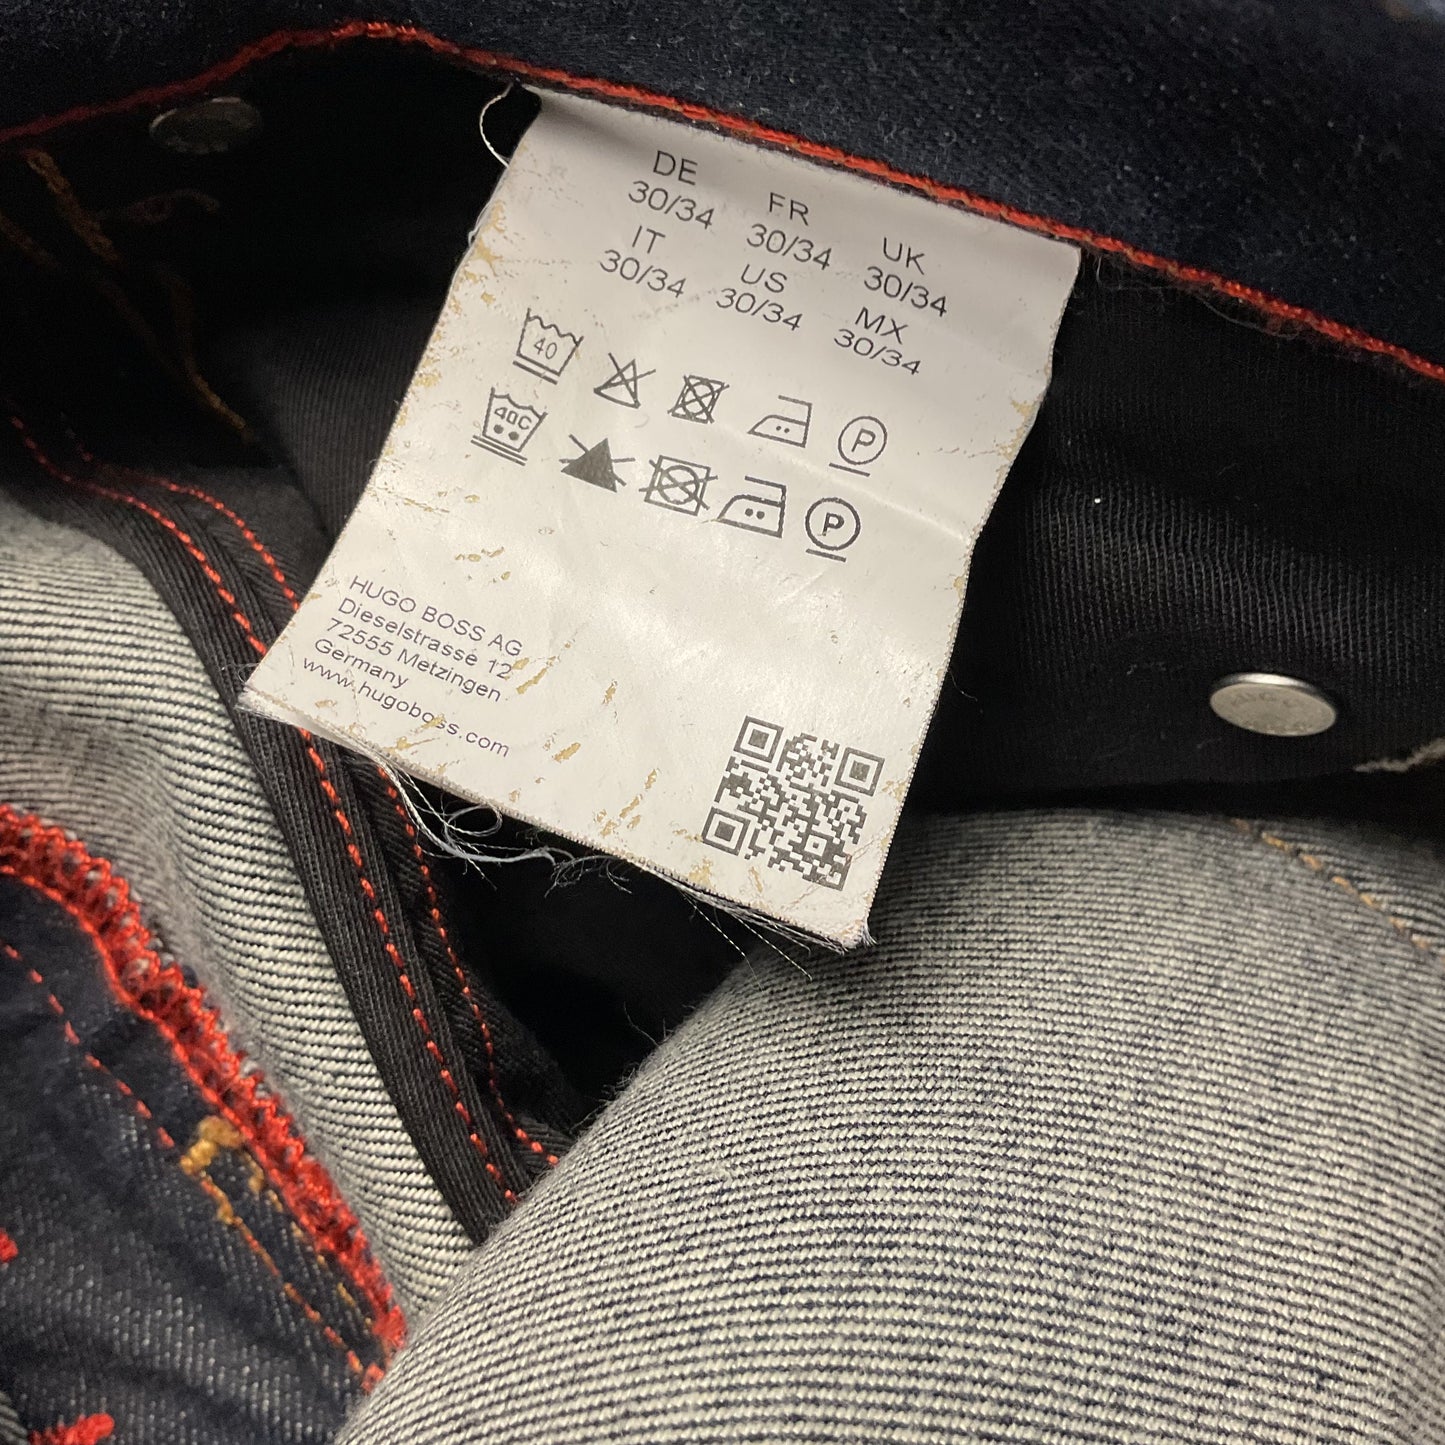 DE FR UK
30/34 30/34 30/34
IT US MX
30/34 30/34 30/34
40 P
40C P
HUGO BOSS AG
Dieselstrasse 12
72555 Metzingen
Germany
www.hugoboss.com